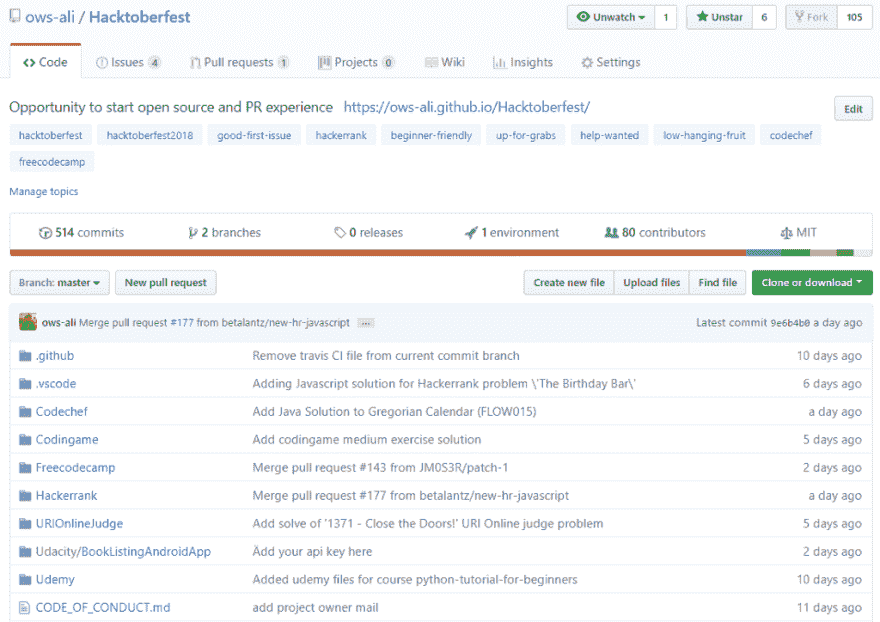 ows-ali / Hacktoberfest Unwatch 1 Unstar 6 Fork 105
Code Issues 4 Pull requests 1 Projects 0 Wiki Insights Settings
Opportunity to start open source and PR experience https://ows-ali.github.io/Hacktoberfest/ Edit
hacktoberfest hacktoberfest2018 good-first-issue hackerrank beginner-friendly up-for-grabs help-wanted low-hanging-fruit codechef
freecodecamp
Manage topics
514 commits 2 branches 0 releases 1 environment 80 contributors MIT
Branch: master New pull request Create new file Upload files Find file Clone or download
ows-ali Merge pull request #177 from betalantz/new-hr-javascript ... Latest commit 9e6b4b0 a day ago
.github Remove travis CI file from current commit branch 10 days ago
.vscode Adding Javascript solution for Hackerrank problem \'The Birthday Bar\' 6 days ago
Codechef Add Java Solution to Gregorian Calendar (FLOW015) a day ago
Codingame Add codingame medium exercise solution 5 days ago
Freecodecamp Merge pull request #143 from JM0S3R/patch-1 2 days ago
Hackerrank Merge pull request #177 from betalantz/new-hr-javascript a day ago
URIOnlineJudge Add solve of '1371 - Close the Doors!' URI Online judge problem 5 days ago
Udacity/BookListingAndroidApp Add your api key here 2 days ago
Udemy Added udemy files for course python-tutorial-for-beginners 10 days ago
CODE_OF_CONDUCT.md add project owner mail 11 days ago